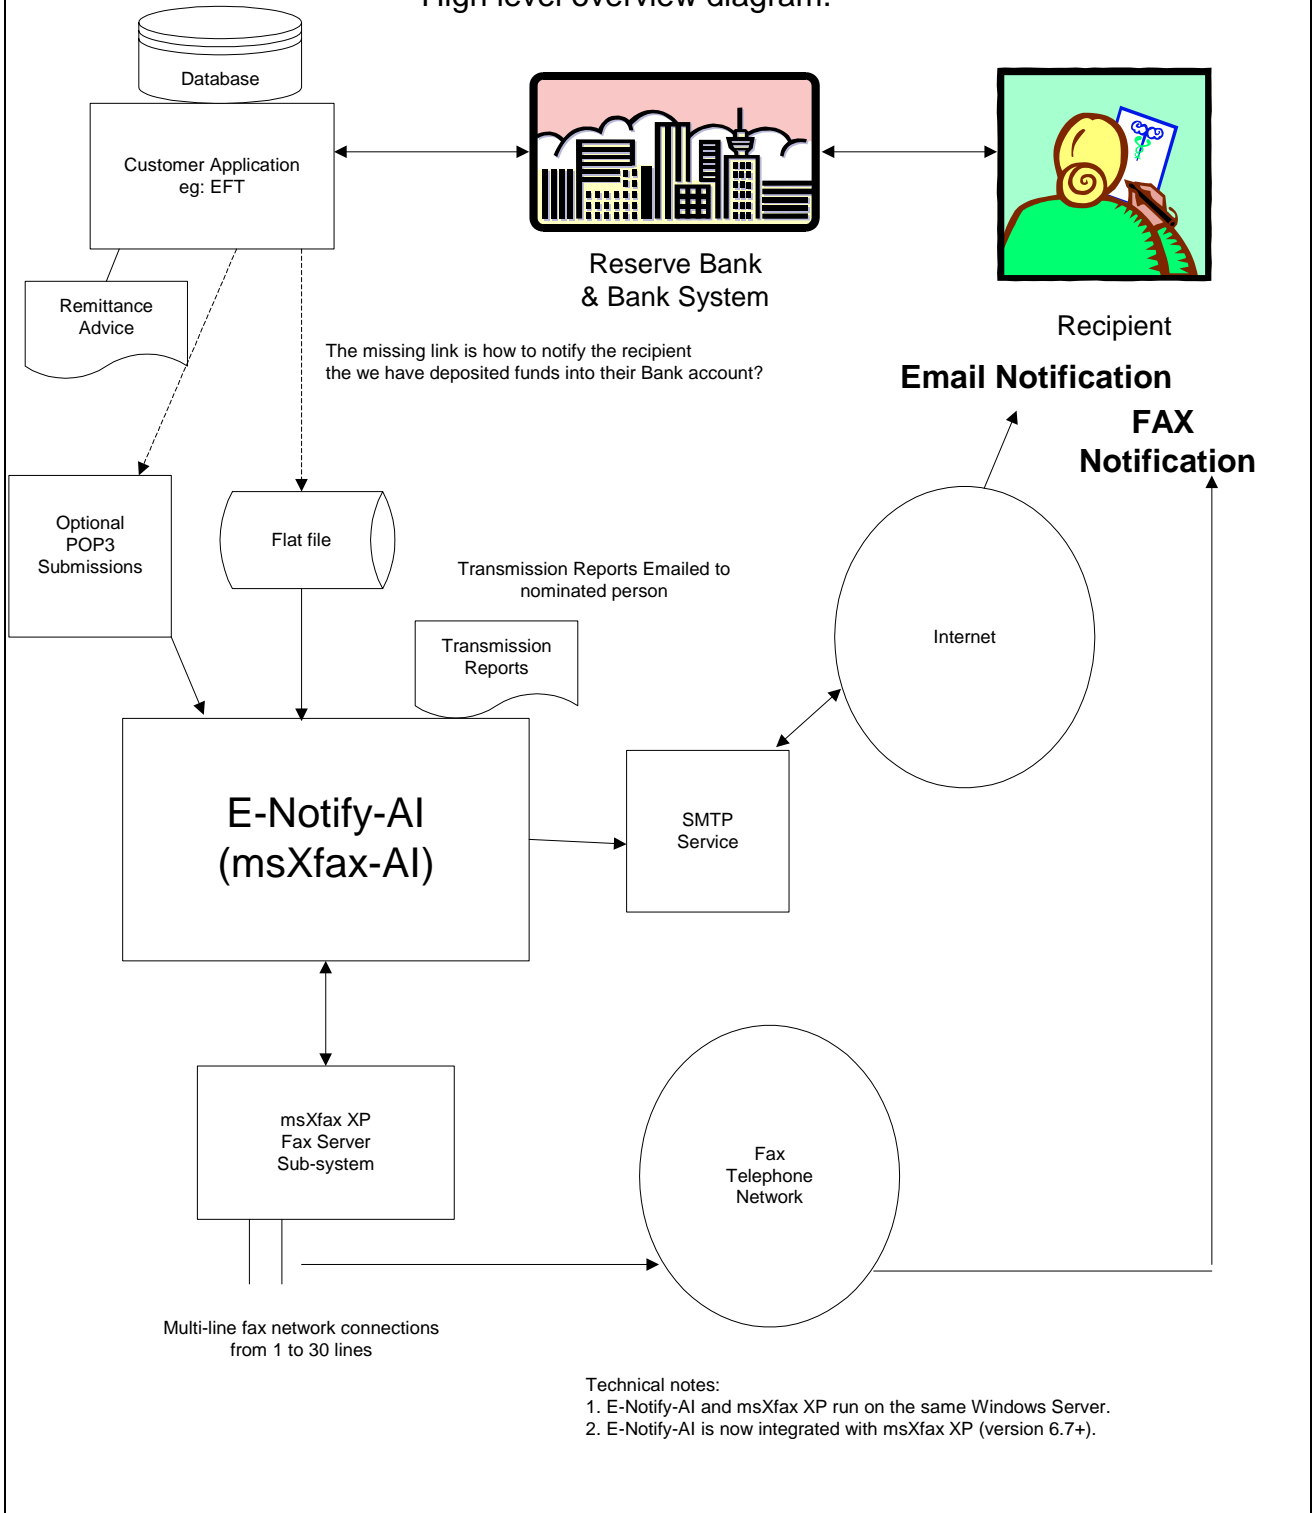 High level overview diagram.
Database
Customer Application
eg: EFT
Reserve Bank
& Bank System
Recipient
Remittance
Advice
The missing link is how to notify the recipient
the we have deposited funds into their Bank account?
Email Notification
FAX
Notification
Optional
POP3
Submissions
Flat file
Transmission Reports Emailed to
nominated person
Transmission
Reports
Internet
E-Notify-AI
(msXfax-AI)
SMTP
Service
msXfax XP
Fax Server
Sub-system
Fax
Telephone
Network
Multi-line fax network connections
from 1 to 30 lines
Technical notes:
1. E-Notify-AI and msXfax XP run on the same Windows Server.
2. E-Notify-AI is now integrated with msXfax XP (version 6.7+).